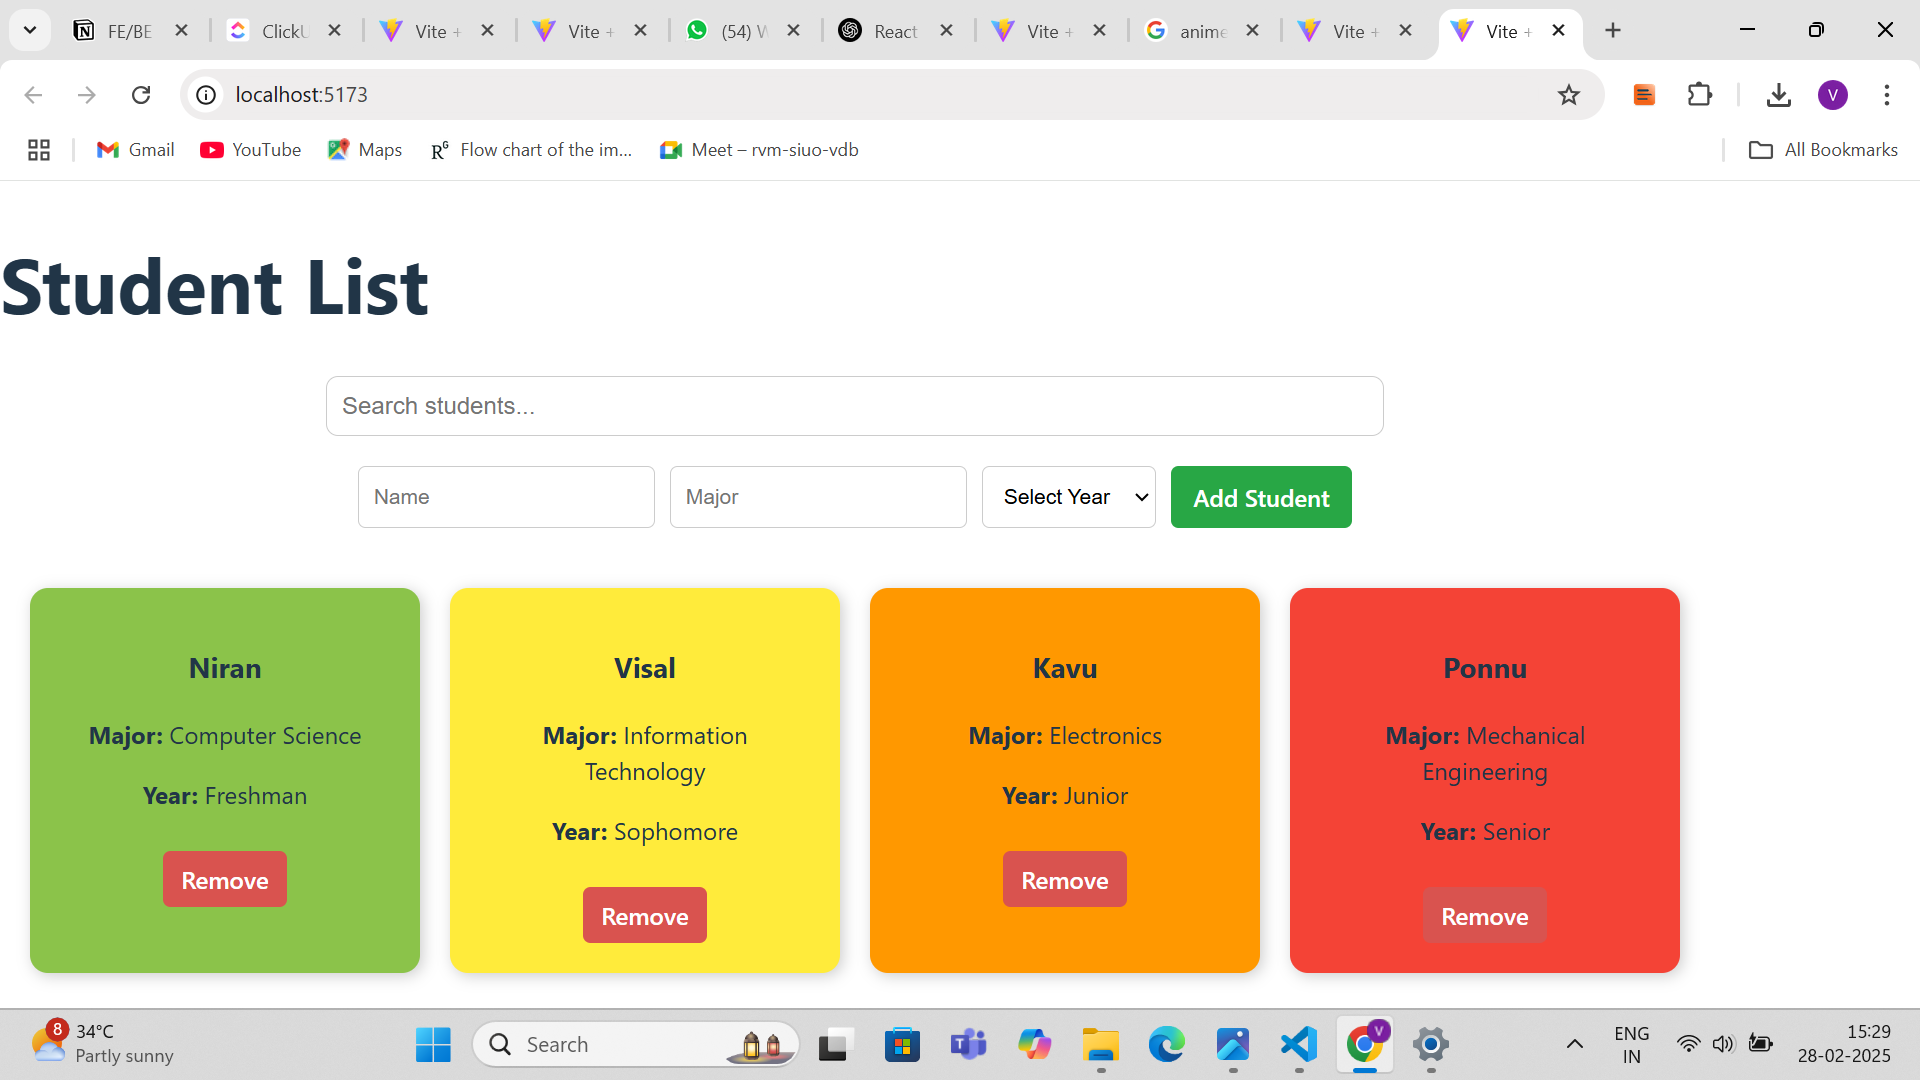 FE/BE
ClickU
Vite +
Vite +
(54) W
React
Vite +
anime
Vite +
Vite +
localhost:5173
V
Gmail
YouTube
Maps
RG Flow chart of the im...
Meet – rvm-siuo-vdb
All Bookmarks
Student List
Search students...
Name
Major
Select Year
Add Student
Niran
Major: Computer Science
Year: Freshman
Remove
Visal
Major: Information
Technology
Year: Sophomore
Remove
Kavu
Major: Electronics
Year: Junior
Remove
Ponnu
Major: Mechanical
Engineering
Year: Senior
Remove
8
34°C
Partly sunny
Search
T
V
ENG
IN
15:29
28-02-2025